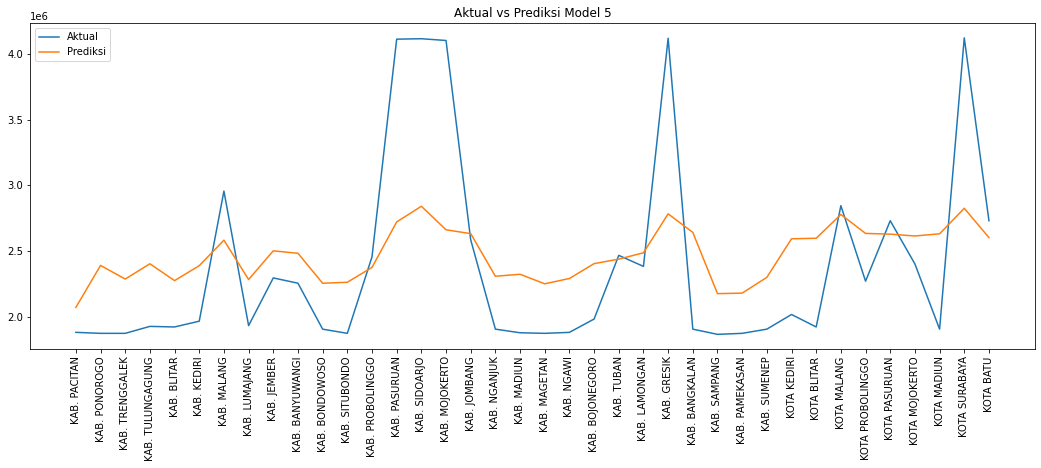 Aktual vs Prediksi Model 5
1e6
Aktual
Prediksi
4.0
3.5
3.0
2.5
2.0
KAB. PACITAN
KAB. PONOROGO
KAB. TRENGGALEK
KAB. TULUNGAGUNG
KAB. BLITAR
KAB. KEDIRI
KAB. MALANG
KAB. LUMAJANG
KAB. JEMBER
KAB. BANYUWANGI
KAB. BONDOWOSO
KAB. SITUBONDO
KAB. PROBOLINGGO
KAB. PASURUAN
KAB. SIDOARJO
KAB. MOJOKERTO
KAB. JOMBANG
KAB. NGANJUK
KAB. MADIUN
KAB. MAGETAN
KAB. NGAWI
KAB. BOJONEGORO
KAB. TUBAN
KAB. LAMONGAN
KAB. GRESIK
KAB. BANGKALAN
KAB. SAMPANG
KAB. PAMEKASAN
KAB. SUMENEP
KOTA KEDIRI
KOTA BLITAR
KOTA MALANG
KOTA PROBOLINGGO
KOTA PASURUAN
KOTA MOJOKERTO
KOTA MADIUN
KOTA SURABAYA
KOTA BATU